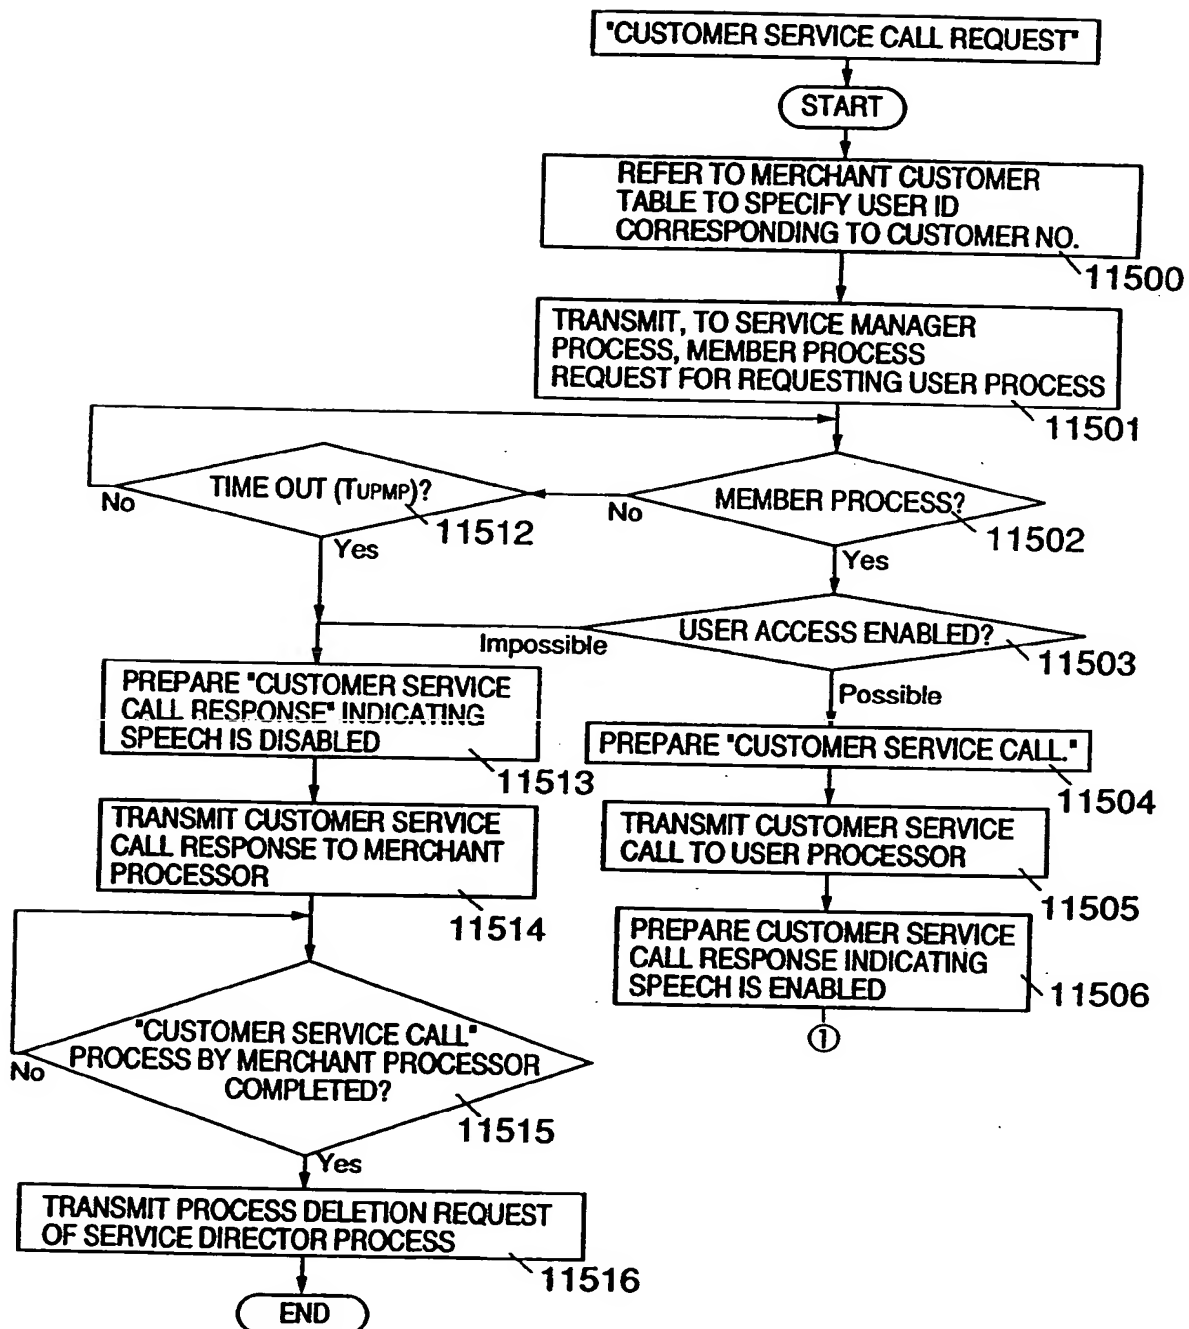 "CUSTOMER SERVICE CALL REQUEST"
START
REFER TO MERCHANT CUSTOMER
TABLE TO SPECIFY USER ID
CORRESPONDING TO CUSTOMER NO.
11500
TRANSMIT, TO SERVICE MANAGER
PROCESS, MEMBER PROCESS
REQUEST FOR REQUESTING USER PROCESS
11501
TIME OUT (TUPMP)?
No
11512
Yes
MEMBER PROCESS?
No
11502
Yes
USER ACCESS ENABLED?
Impossible
11503
Possible
PREPARE "CUSTOMER SERVICE
CALL RESPONSE" INDICATING
SPEECH IS DISABLED
11513
PREPARE "CUSTOMER SERVICE CALL."
11504
TRANSMIT CUSTOMER SERVICE
CALL RESPONSE TO MERCHANT
PROCESSOR
11514
TRANSMIT CUSTOMER SERVICE
CALL TO USER PROCESSOR
11505
PREPARE CUSTOMER SERVICE
CALL RESPONSE INDICATING
SPEECH IS ENABLED
11506
①
"CUSTOMER SERVICE CALL"
PROCESS BY MERCHANT PROCESSOR
COMPLETED?
No
11515
Yes
TRANSMIT PROCESS DELETION REQUEST
OF SERVICE DIRECTOR PROCESS
11516
END